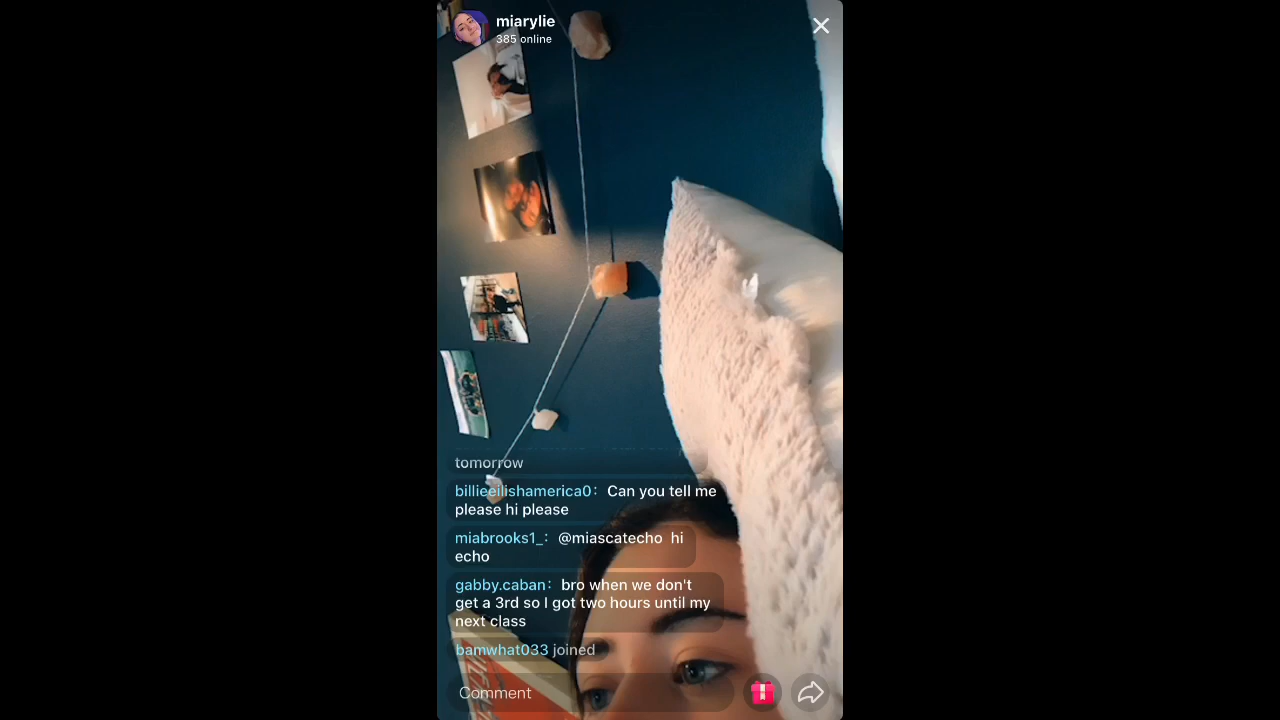 miarylie
385 online
tomorrow
billieeilishamerica0: Can you tell me
please hi please
miabrooks1_: @miascatecho hi
echo
gabby.caban: bro when we don't
get a 3rd so I got two hours until my
next class
bamwhat033 joined
Comment